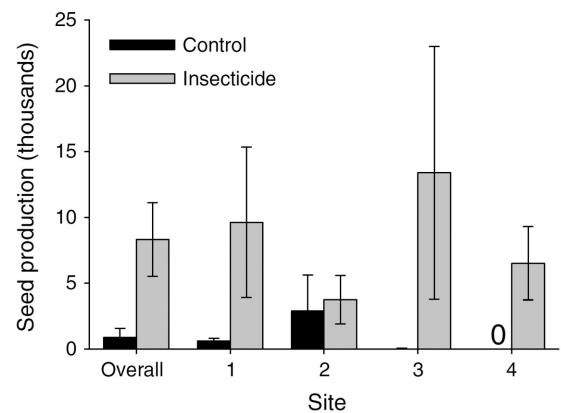 25
20
15
10
5
0
Seed production (thousands)
Control
Insecticide
0
Overall 1 2 3 4
Site